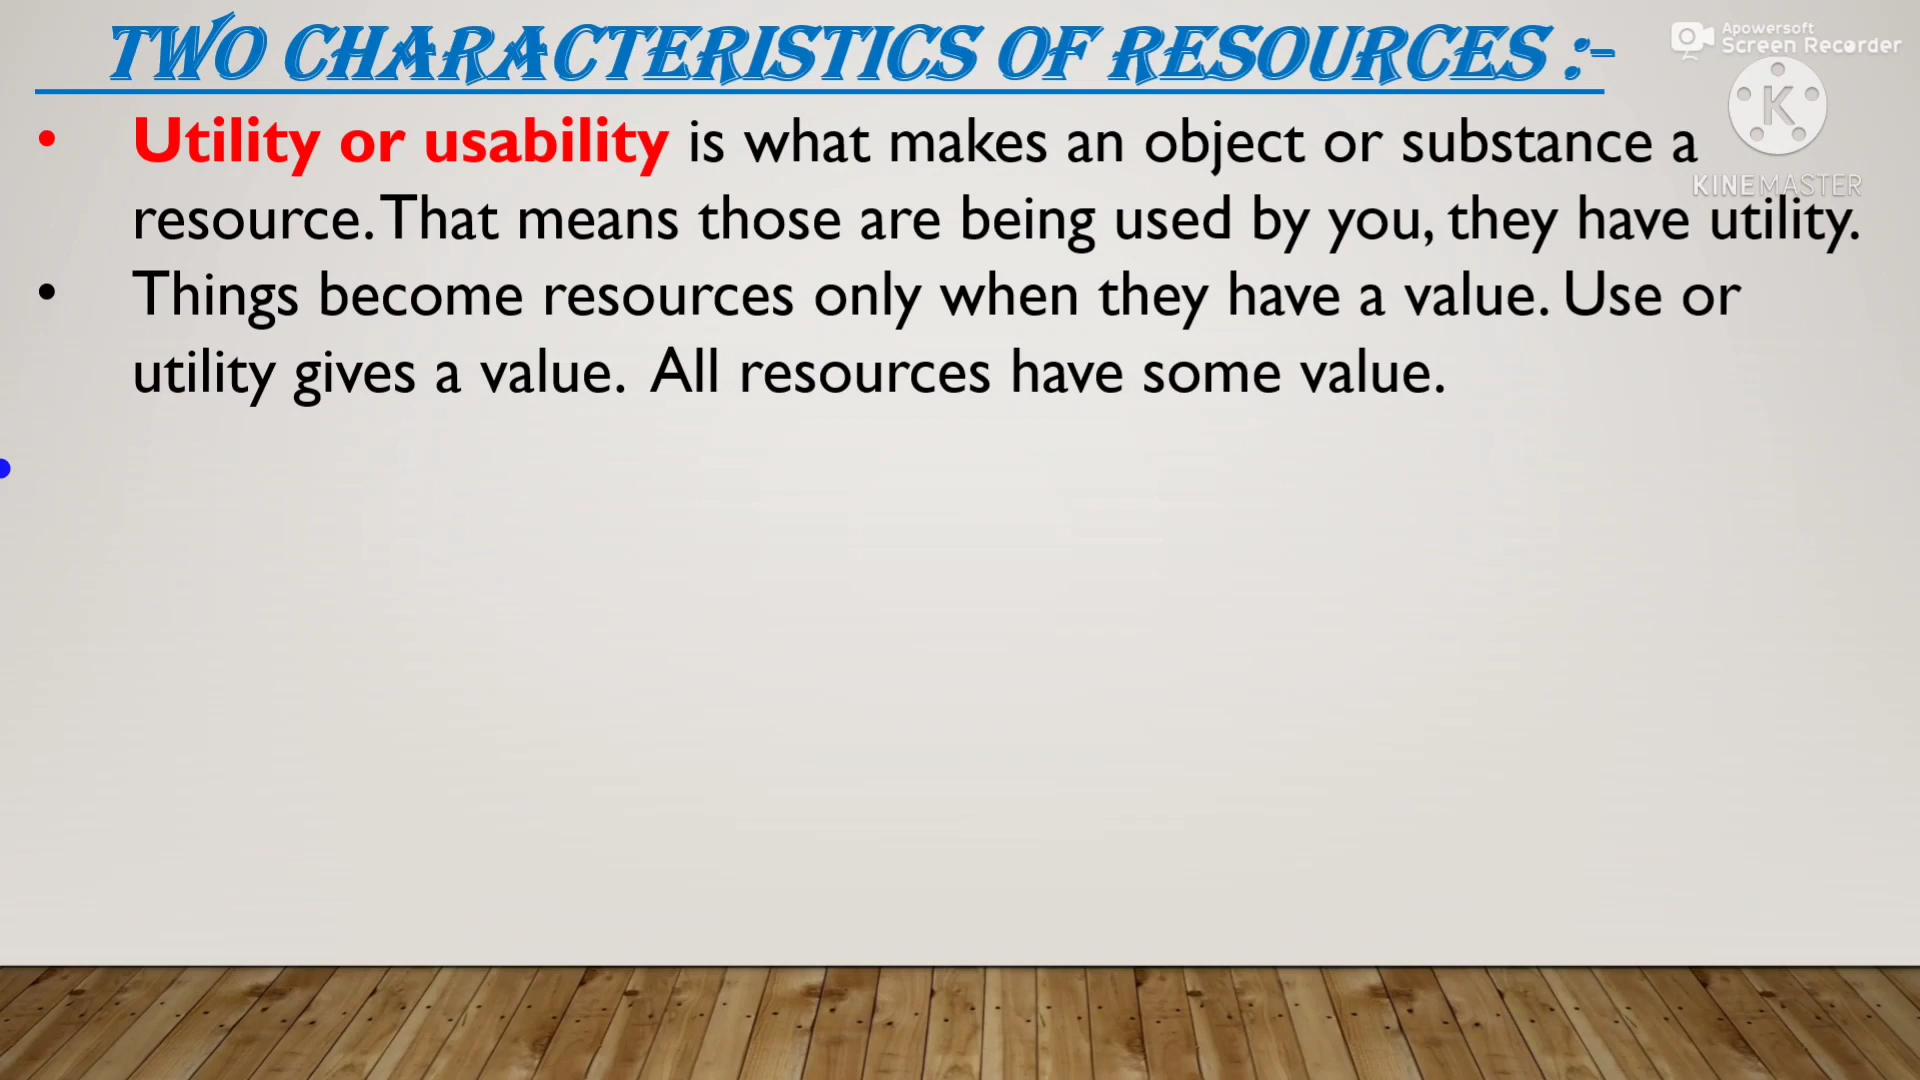 TWO CHARACTERISTICS OF RESOURCES :-
Apowersoft
Screen Recorder
• Utility or usability is what makes an object or substance a
KINEMASTER
resource. That means those are being used by you, they have utility.
• Things become resources only when they have a value. Use or
utility gives a value. All resources have some value.
•